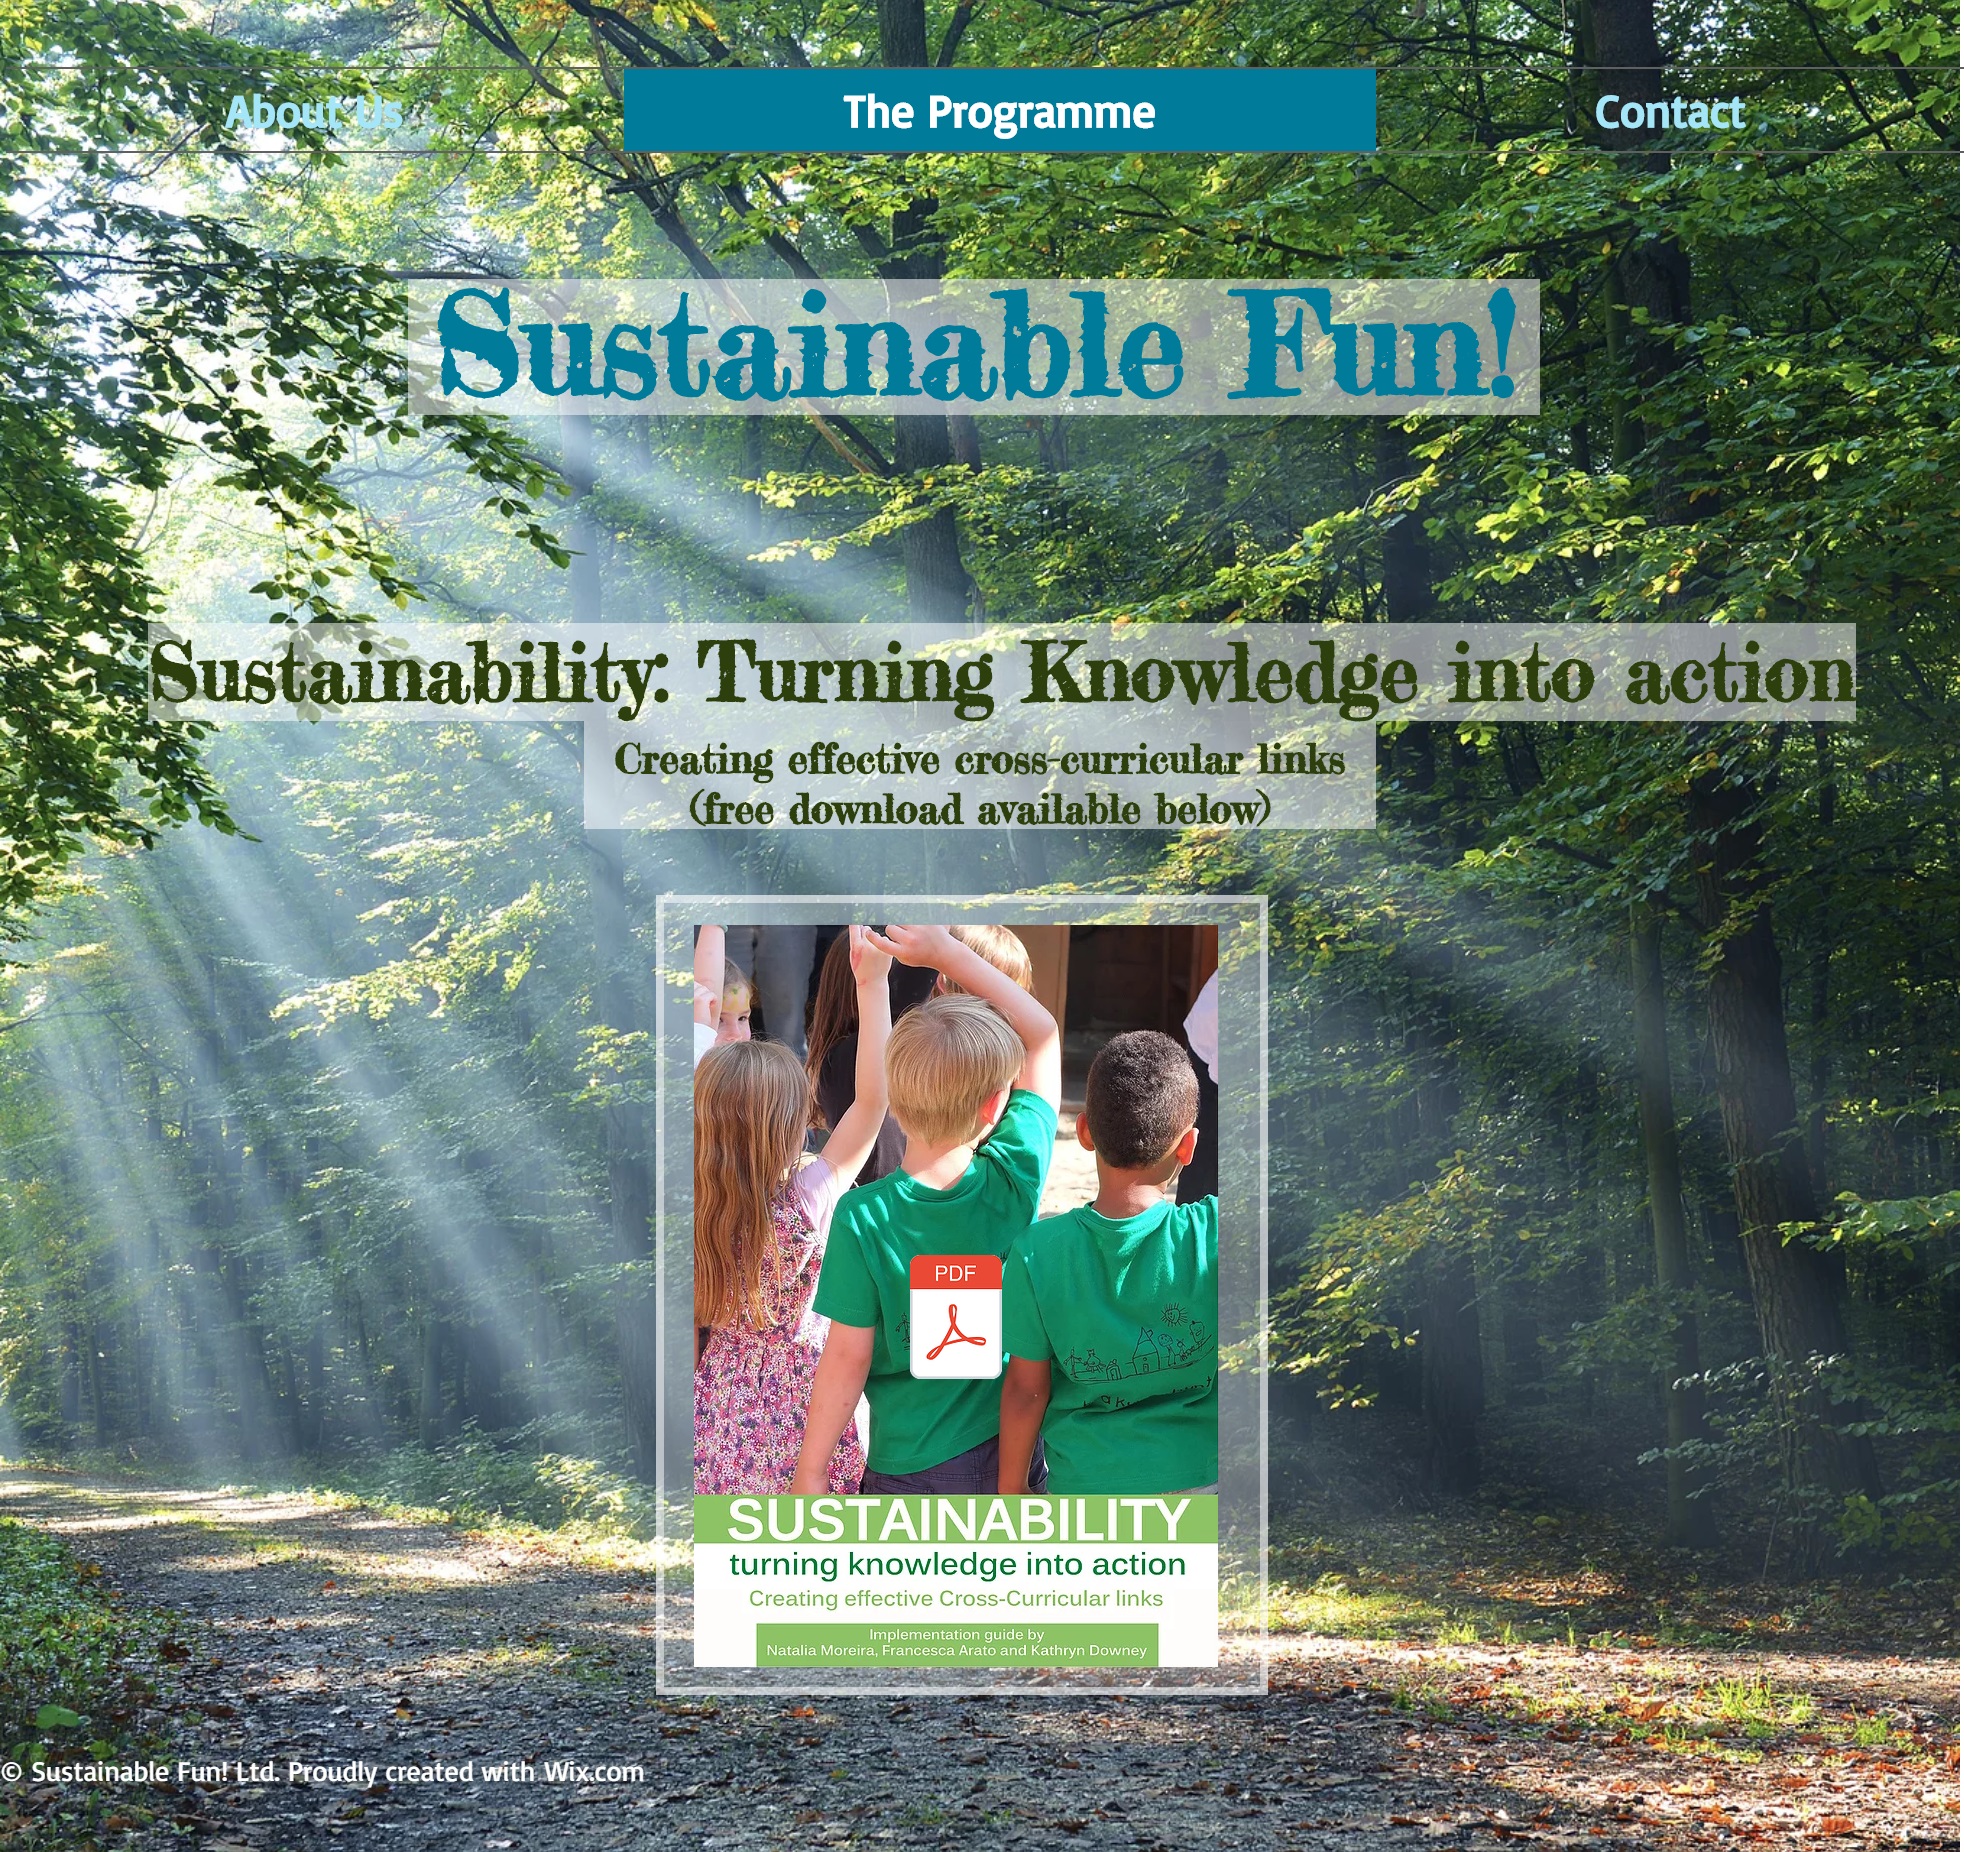 About Us
The Programme
Contact
Sustainable Fun!
Sustainability: Turning Knowledge into action
Creating effective cross-curricular links
(free download available below)
PDF
SUSTAINABILITY
turning knowledge into action
Creating effective Cross-Curricular links
Implementation guide by
Natalia Moreira, Francesca Arato and Kathryn Downey
© Sustainable Fun! Ltd. Proudly created with Wix.com